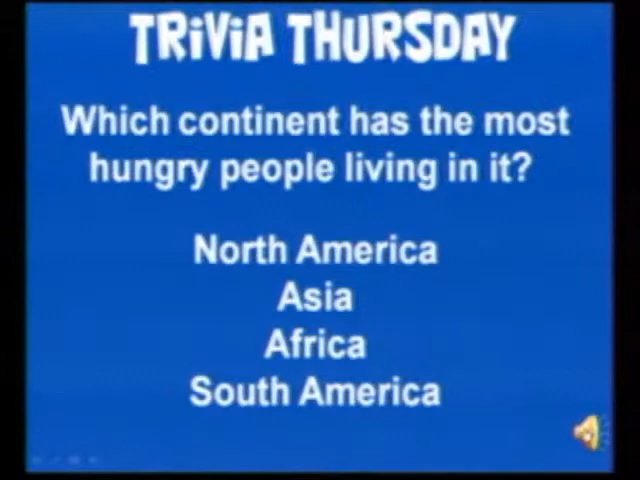 TRiViA THURSDAY
Which continent has the most
hungry people living in it?
North America
Asia
Africa
South America